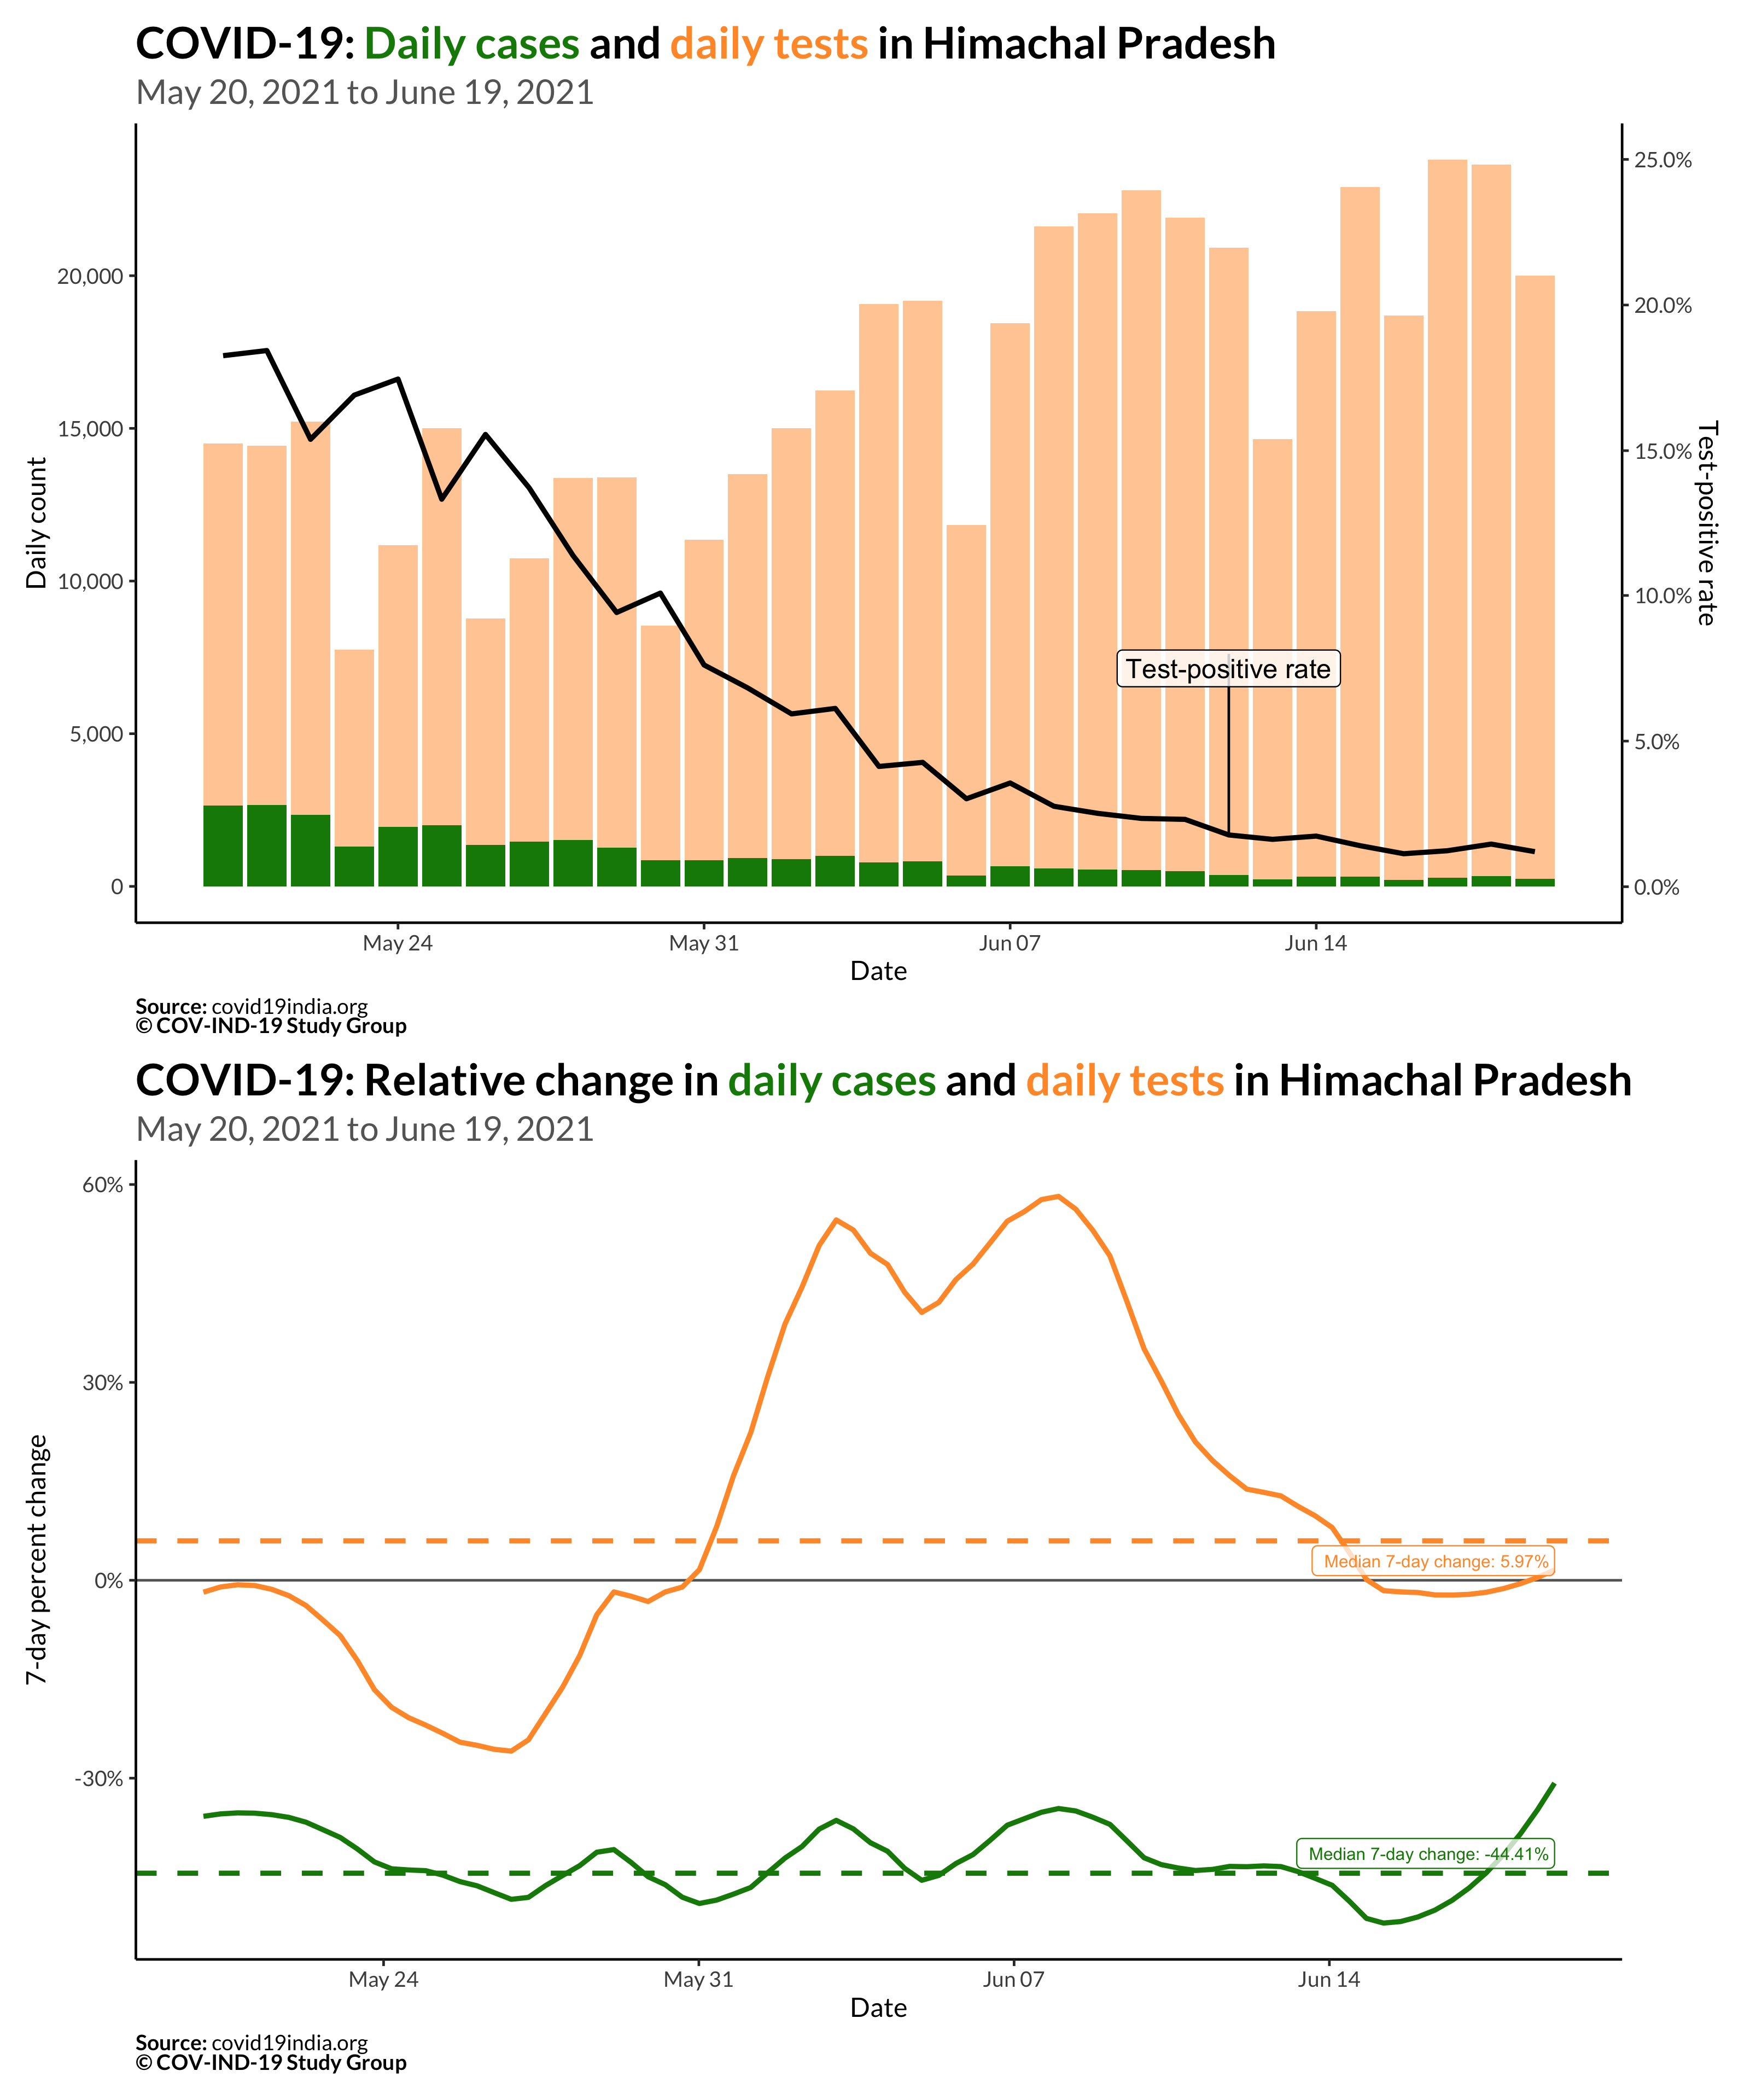 COVID-19: Daily cases and daily tests in Himachal Pradesh
May 20, 2021 to June 19, 2021
Daily count
20,000
15,000
10,000
5,000
0
25.0%
20.0%
15.0%
10.0%
5.0%
0.0%
Test-positive rate
Test-positive rate
May 24
May 31
Jun 07
Jun 14
Date
Source: covid19india.org
© COV-IND-19 Study Group
COVID-19: Relative change in daily cases and daily tests in Himachal Pradesh
May 20, 2021 to June 19, 2021
7-day percent change
60%
30%
0%
-30%
Median 7-day change: 5.97%
Median 7-day change: -44.41%
May 24
May 31
Jun 07
Jun 14
Date
Source: covid19india.org
© COV-IND-19 Study Group